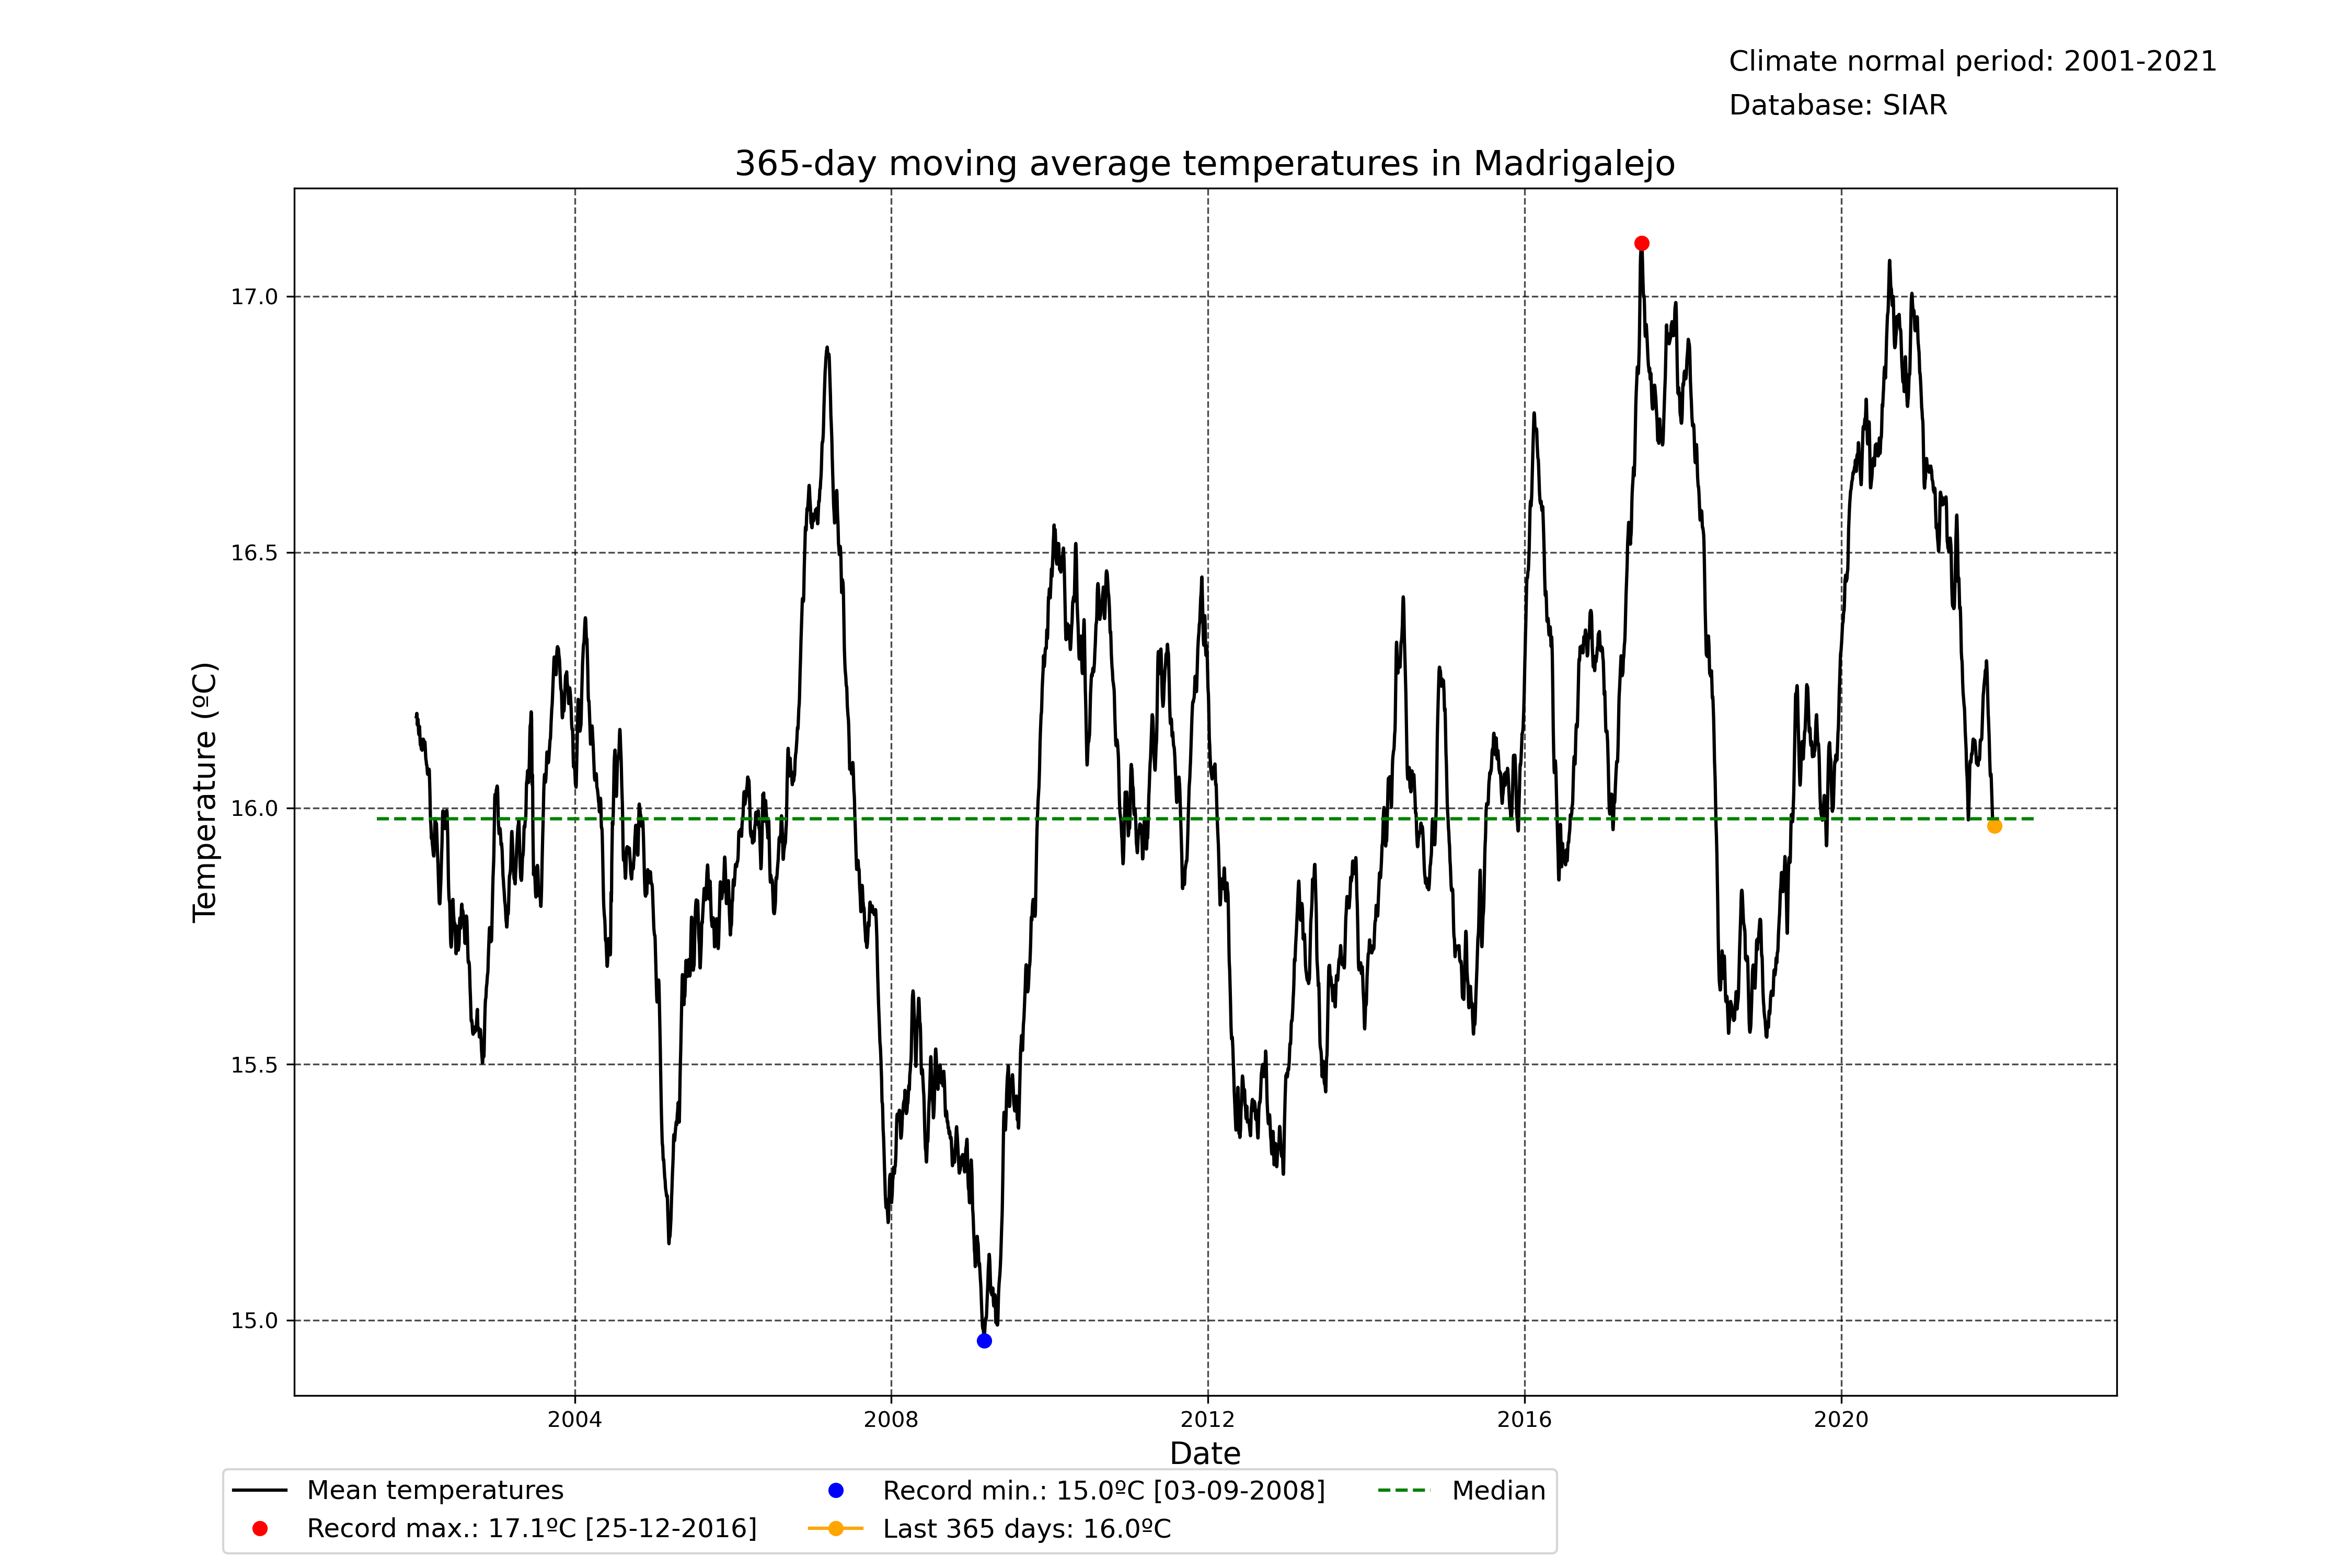 Climate normal period: 2001-2021
Database: SIAR
365-day moving average temperatures in Madrigalejo
17.0
16.5
16.0
15.5
15.0
Temperature (ºC)
2004
2008
2012
2016
2020
Date
Mean temperatures
Record max.: 17.1ºC [25-12-2016]
Record min.: 15.0ºC [03-09-2008]
Last 365 days: 16.0ºC
Median